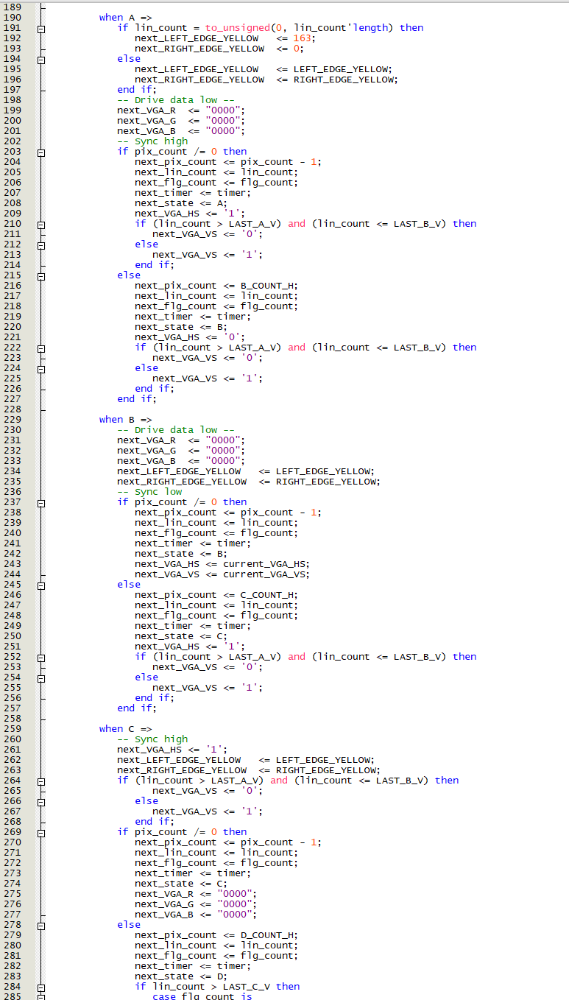 189
190 when A =>
191 if lin_count = to_unsigned(0, lin_count'length) then
192 next_LEFT_EDGE_YELLOW <= 163;
193 next_RIGHT_EDGE_YELLOW <= 0;
194 else
195 next_LEFT_EDGE_YELLOW <= LEFT_EDGE_YELLOW;
196 next_RIGHT_EDGE_YELLOW <= RIGHT_EDGE_YELLOW;
197 end if;
198 -- Drive data low --
199 next_VGA_R <= "0000";
200 next_VGA_G <= "0000";
201 next_VGA_B <= "0000";
202 -- Sync high
203 if pix_count /= 0 then
204 next_pix_count <= pix_count - 1;
205 next_lin_count <= lin_count;
206 next_flg_count <= flg_count;
207 next_timer <= timer;
208 next_state <= A;
209 next_VGA_HS <= '1';
210 if (lin_count > LAST_A_V) and (lin_count <= LAST_B_V) then
211 next_VGA_VS <= '0';
212 else
213 next_VGA_VS <= '1';
214 end if;
215 else
216 next_pix_count <= B_COUNT_H;
217 next_lin_count <= lin_count;
218 next_flg_count <= flg_count;
219 next_timer <= timer;
220 next_state <= B;
221 next_VGA_HS <= '0';
222 if (lin_count > LAST_A_V) and (lin_count <= LAST_B_V) then
223 next_VGA_VS <= '0';
224 else
225 next_VGA_VS <= '1';
226 end if;
227 end if;
228
229 when B =>
230 -- Drive data low --
231 next_VGA_R <= "0000";
232 next_VGA_G <= "0000";
233 next_VGA_B <= "0000";
234 next_LEFT_EDGE_YELLOW <= LEFT_EDGE_YELLOW;
235 next_RIGHT_EDGE_YELLOW <= RIGHT_EDGE_YELLOW;
236 -- Sync low
237 if pix_count /= 0 then
238 next_pix_count <= pix_count - 1;
239 next_lin_count <= lin_count;
240 next_flg_count <= flg_count;
241 next_timer <= timer;
242 next_state <= B;
243 next_VGA_HS <= current_VGA_HS;
244 next_VGA_VS <= current_VGA_VS;
245 else
246 next_pix_count <= C_COUNT_H;
247 next_lin_count <= lin_count;
248 next_flg_count <= flg_count;
249 next_timer <= timer;
250 next_state <= C;
251 next_VGA_HS <= '1';
252 if (lin_count > LAST_A_V) and (lin_count <= LAST_B_V) then
253 next_VGA_VS <= '0';
254 else
255 next_VGA_VS <= '1';
256 end if;
257 end if;
258
259 when C =>
260 -- Sync high
261 next_VGA_HS <= '1';
262 next_LEFT_EDGE_YELLOW <= LEFT_EDGE_YELLOW;
263 next_RIGHT_EDGE_YELLOW <= RIGHT_EDGE_YELLOW;
264 if (lin_count > LAST_A_V) and (lin_count <= LAST_B_V) then
265 next_VGA_VS <= '0';
266 else
267 next_VGA_VS <= '1';
268 end if;
269 if pix_count /= 0 then
270 next_pix_count <= pix_count - 1;
271 next_lin_count <= lin_count;
272 next_flg_count <= flg_count;
273 next_timer <= timer;
274 next_state <= C;
275 next_VGA_R <= "0000";
276 next_VGA_G <= "0000";
277 next_VGA_B <= "0000";
278 else
279 next_pix_count <= D_COUNT_H;
280 next_lin_count <= lin_count;
281 next_flg_count <= flg_count;
282 next_timer <= timer;
283 next_state <= D;
284 if lin_count > LAST_C_V then
285 case flg_count is